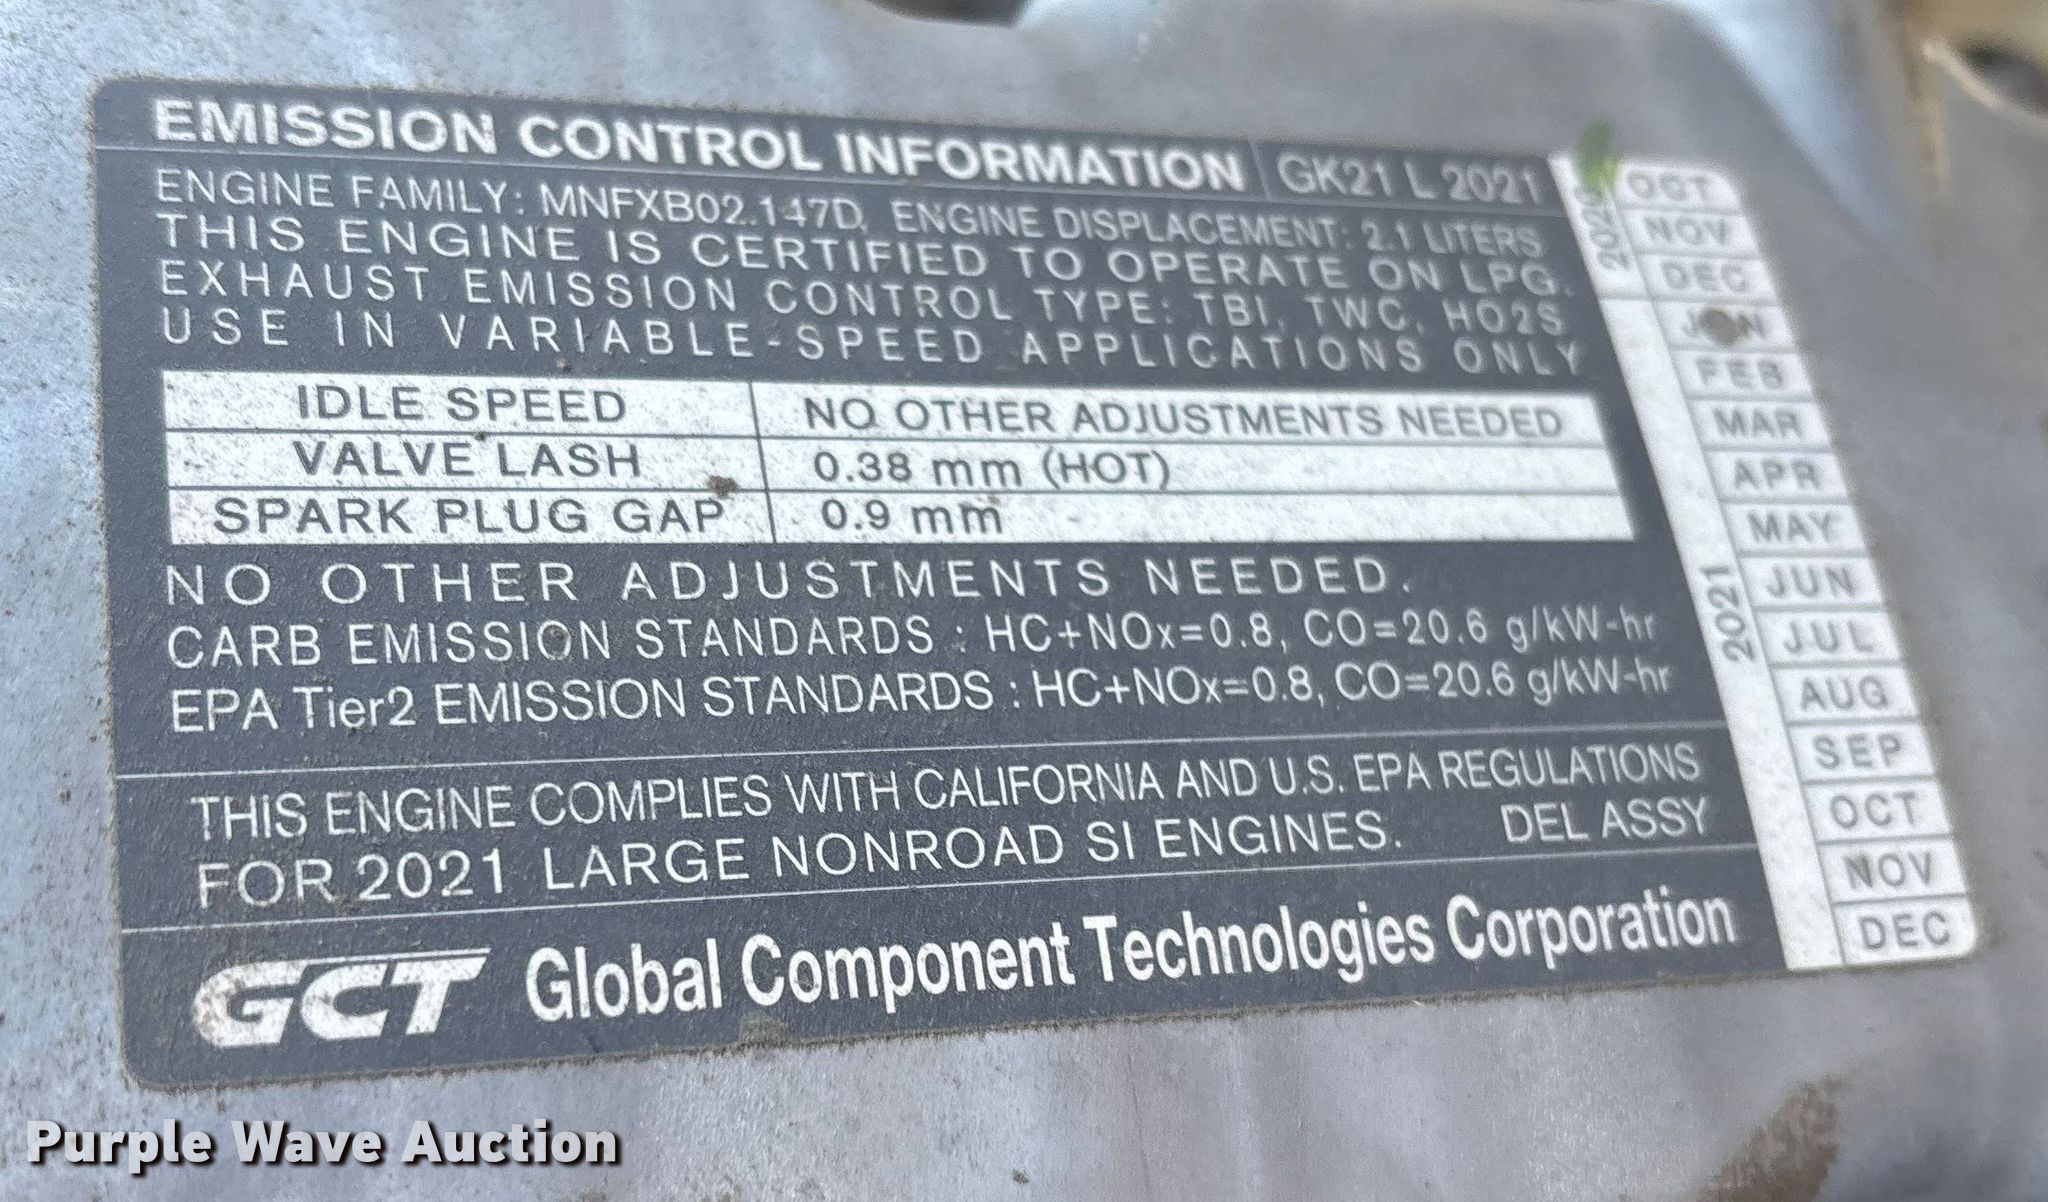 EMISSION CONTROL INFORMATION GK21 L 2021
ENGINE FAMILY: MNFXB02.147D, ENGINE DISPLACEMENT: 2.1 LITERS
THIS ENGINE IS CERTIFIED TO OPERATE ON LPG.
EXHAUST EMISSION CONTROL TYPE: TBI, TWC, HO2S
USE IN VARIABLE-SPEED APPLICATIONS ONLY
IDLE SPEED NO OTHER ADJUSTMENTS NEEDED
VALVE LASH 0.38 mm (HOT)
SPARK PLUG GAP 0.9 mm
NO OTHER ADJUSTMENTS NEEDED.
CARB EMISSION STANDARDS : HC+NOx=0.8, CO=20.6 g/kW-hr
EPA Tier2 EMISSION STANDARDS : HC+NOx=0.8, CO=20.6 g/kW-hr
THIS ENGINE COMPLIES WITH CALIFORNIA AND U.S. EPA REGULATIONS
FOR 2021 LARGE NONROAD SI ENGINES. DEL ASSY
GCT Global Component Technologies Corporation
OCT
NOV
DEC
JAN
FEB
MAR
APR
MAY
2021
JUN
JUL
AUG
SEP
OCT
NOV
DEC
Purple Wave Auction